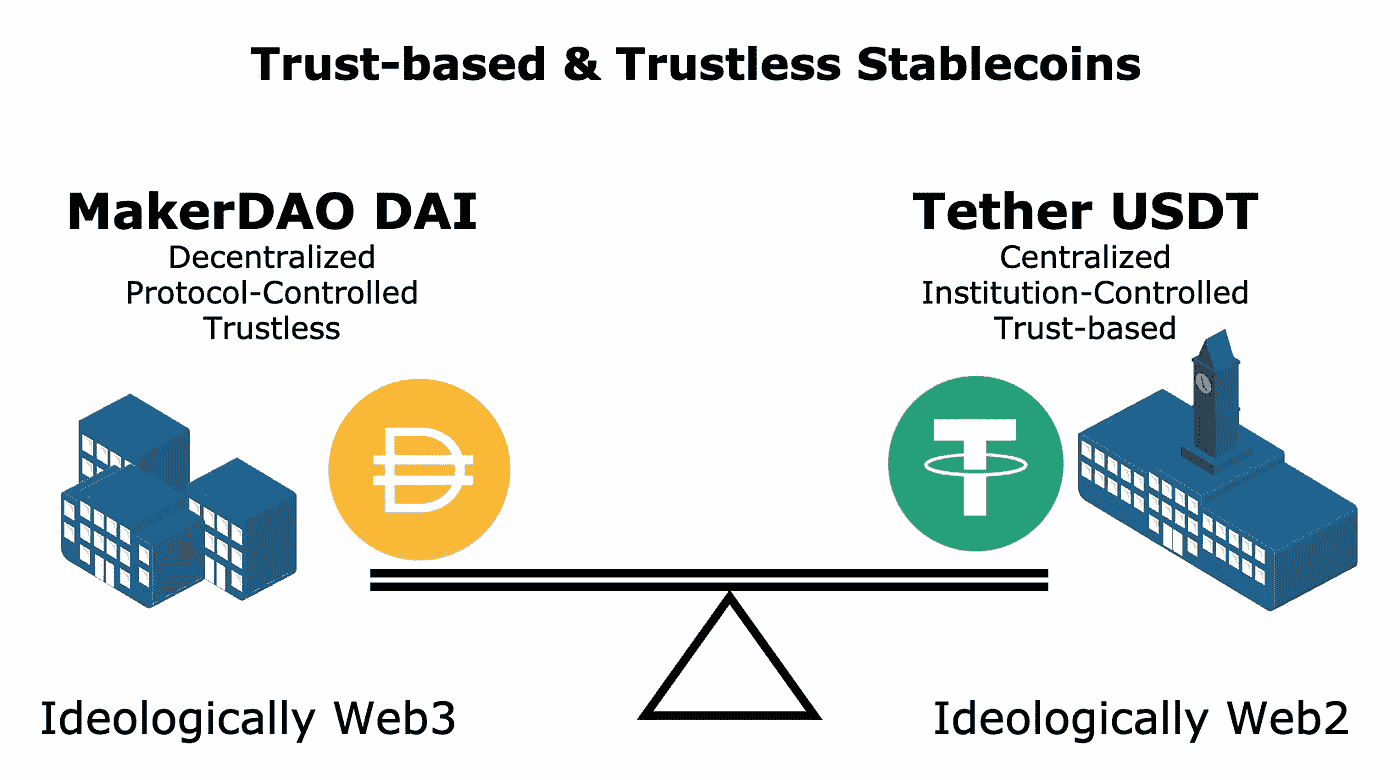 Trust-based & Trustless Stablecoins
MakerDAO DAI
Decentralized
Protocol-Controlled
Trustless
Tether USDT
Centralized
Institution-Controlled
Trust-based
Ideologically Web3
Ideologically Web2